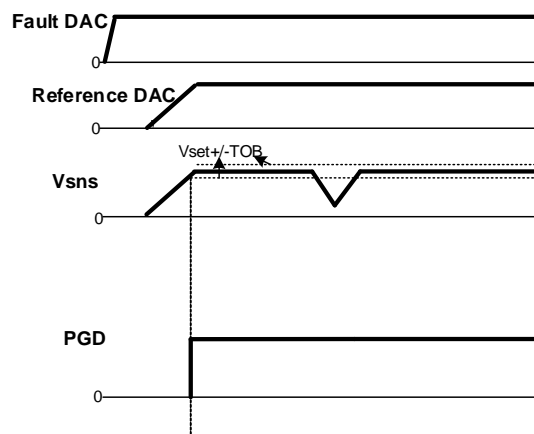 Fault DAC
0
Reference DAC
0
Vset+/-TOB
Vsns
0
PGD
0